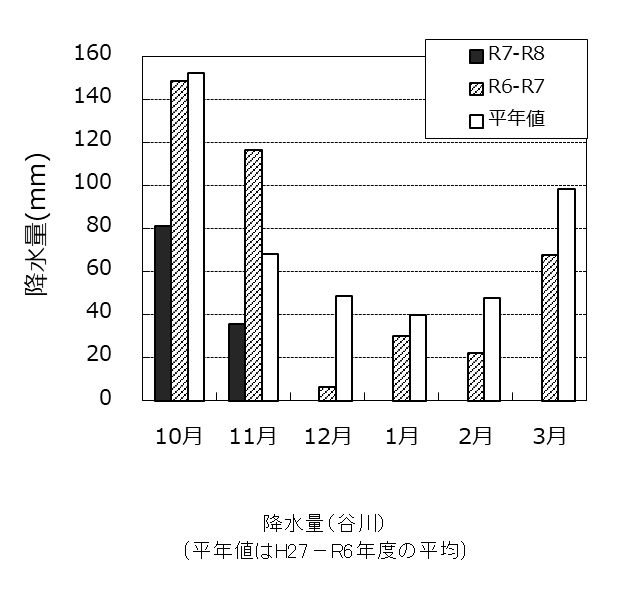 160
140
120
100
80
60
40
20
0
降水量(mm)
R7-R8
R6-R7
平年値
10月 11月 12月 1月 2月 3月
降水量（谷川）
（平年値はH27－R6年度の平均）